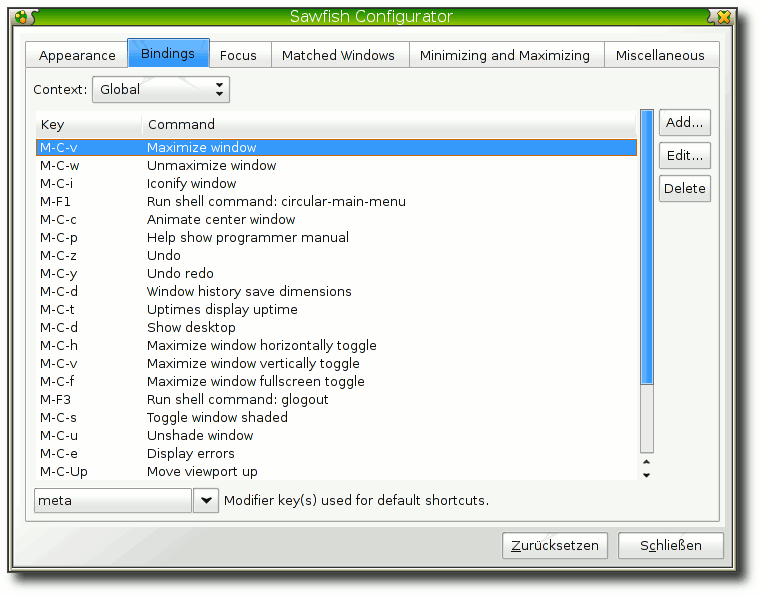 Sawfish Configurator
Appearance Bindings Focus Matched Windows Minimizing and Maximizing Miscellaneous
Context: Global
Key Command
Add...
M-C-v Maximize window
Edit...
M-C-w Unmaximize window
M-C-i Iconify window
Delete
M-F1 Run shell command: circular-main-menu
M-C-c Animate center window
M-C-p Help show programmer manual
M-C-z Undo
M-C-y Undo redo
M-C-d Window history save dimensions
M-C-t Uptimes display uptime
M-C-d Show desktop
M-C-h Maximize window horizontally toggle
M-C-v Maximize window vertically toggle
M-C-f Maximize window fullscreen toggle
M-F3 Run shell command: glogout
M-C-s Toggle window shaded
M-C-u Unshade window
M-C-e Display errors
M-C-Up Move viewport up
meta Modifier key(s) used for default shortcuts.
Zurücksetzen Schließen